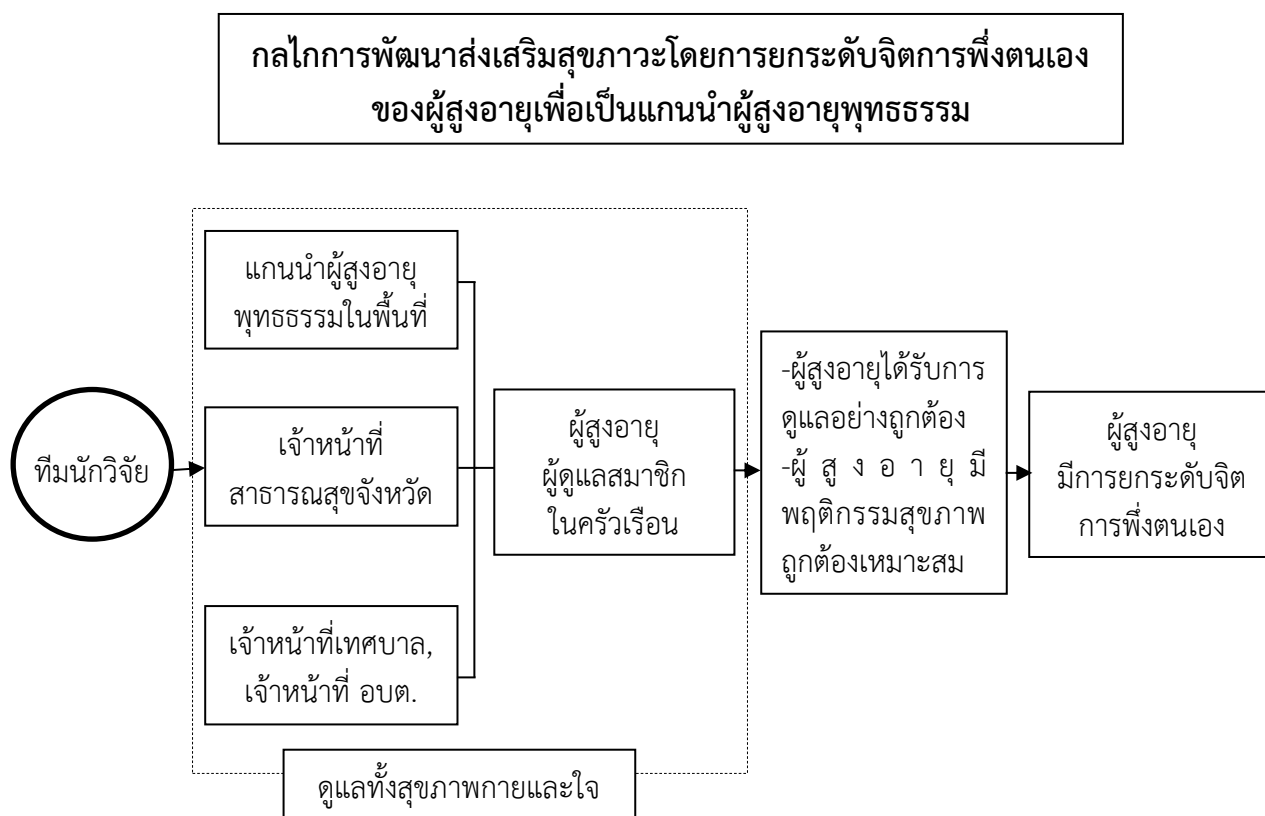 กลไกการพัฒนาส่งเสริมสุขภาวะโดยการยกระดับจิตการพึ่งตนเอง
ของผู้สูงอายุเพื่อเป็นแกนนำผู้สูงอายุพุทธธรรม
ทีมนักวิจัย
แกนนำผู้สูงอายุ
พุทธธรรมในพื้นที่
เจ้าหน้าที่
สาธารณสุขจังหวัด
เจ้าหน้าที่เทศบาล,
เจ้าหน้าที่ อบต.
ผู้สูงอายุ
ผู้ดูแลสมาชิก
ในครัวเรือน
-ผู้สูงอายุได้รับการ
ดูแลอย่างถูกต้อง
-ผู้ สู ง อ า ยุ มี
พฤติกรรมสุขภาพ
ถูกต้องเหมาะสม
ผู้สูงอายุ
มีการยกระดับจิต
การพึ่งตนเอง
ดูแลทั้งสุขภาพกายและใจ